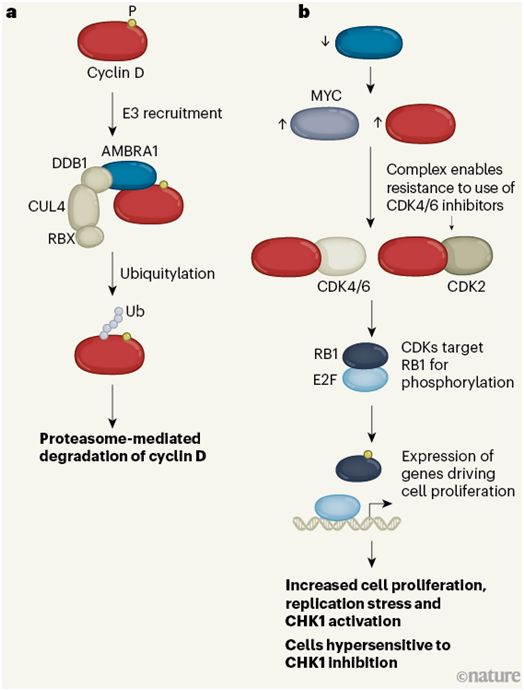 a
P
Cyclin D
E3 recruitment
DDB1
AMBRA1
CUL4
RBX
Ubiquitylation
Ub
Proteasome-mediated
degradation of cyclin D
b
MYC
Complex enables
resistance to use of
CDK4/6 inhibitors
CDK4/6
CDK2
RB1
E2F
CDKs target
RB1 for
phosphorylation
Expression of
genes driving
cell proliferation
Increased cell proliferation,
replication stress and
CHK1 activation
Cells hypersensitive to
CHK1 inhibition
©nature